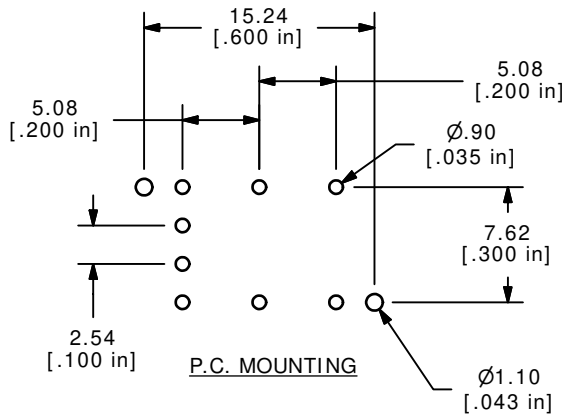 15.24
[.600 in]
5.08
[.200 in]
5.08
[.200 in]
Ø.90
[.035 in]
7.62
[.300 in]
2.54
[.100 in]
P.C. MOUNTING
Ø1.10
[.043 in]